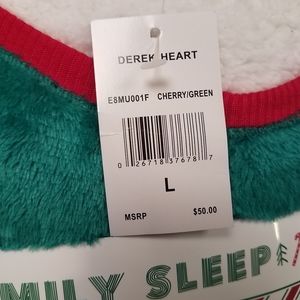 DEREK HEART
E8MU001F CHERRY/GREEN
0 26718 37678 7
L
MSRP $50.00
MILY SLEEP